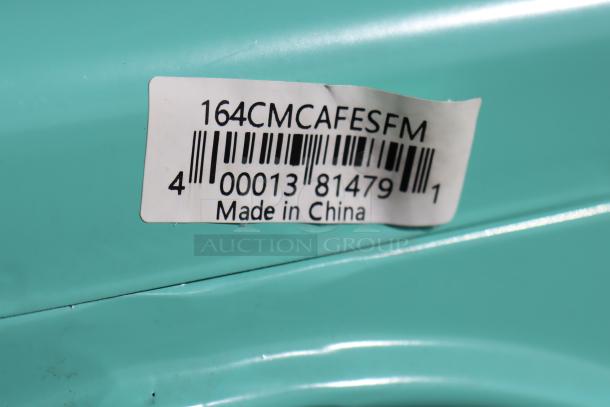 164CMCAFESFM
4 00013 81479 1
Made in China
AUCTION GROUP